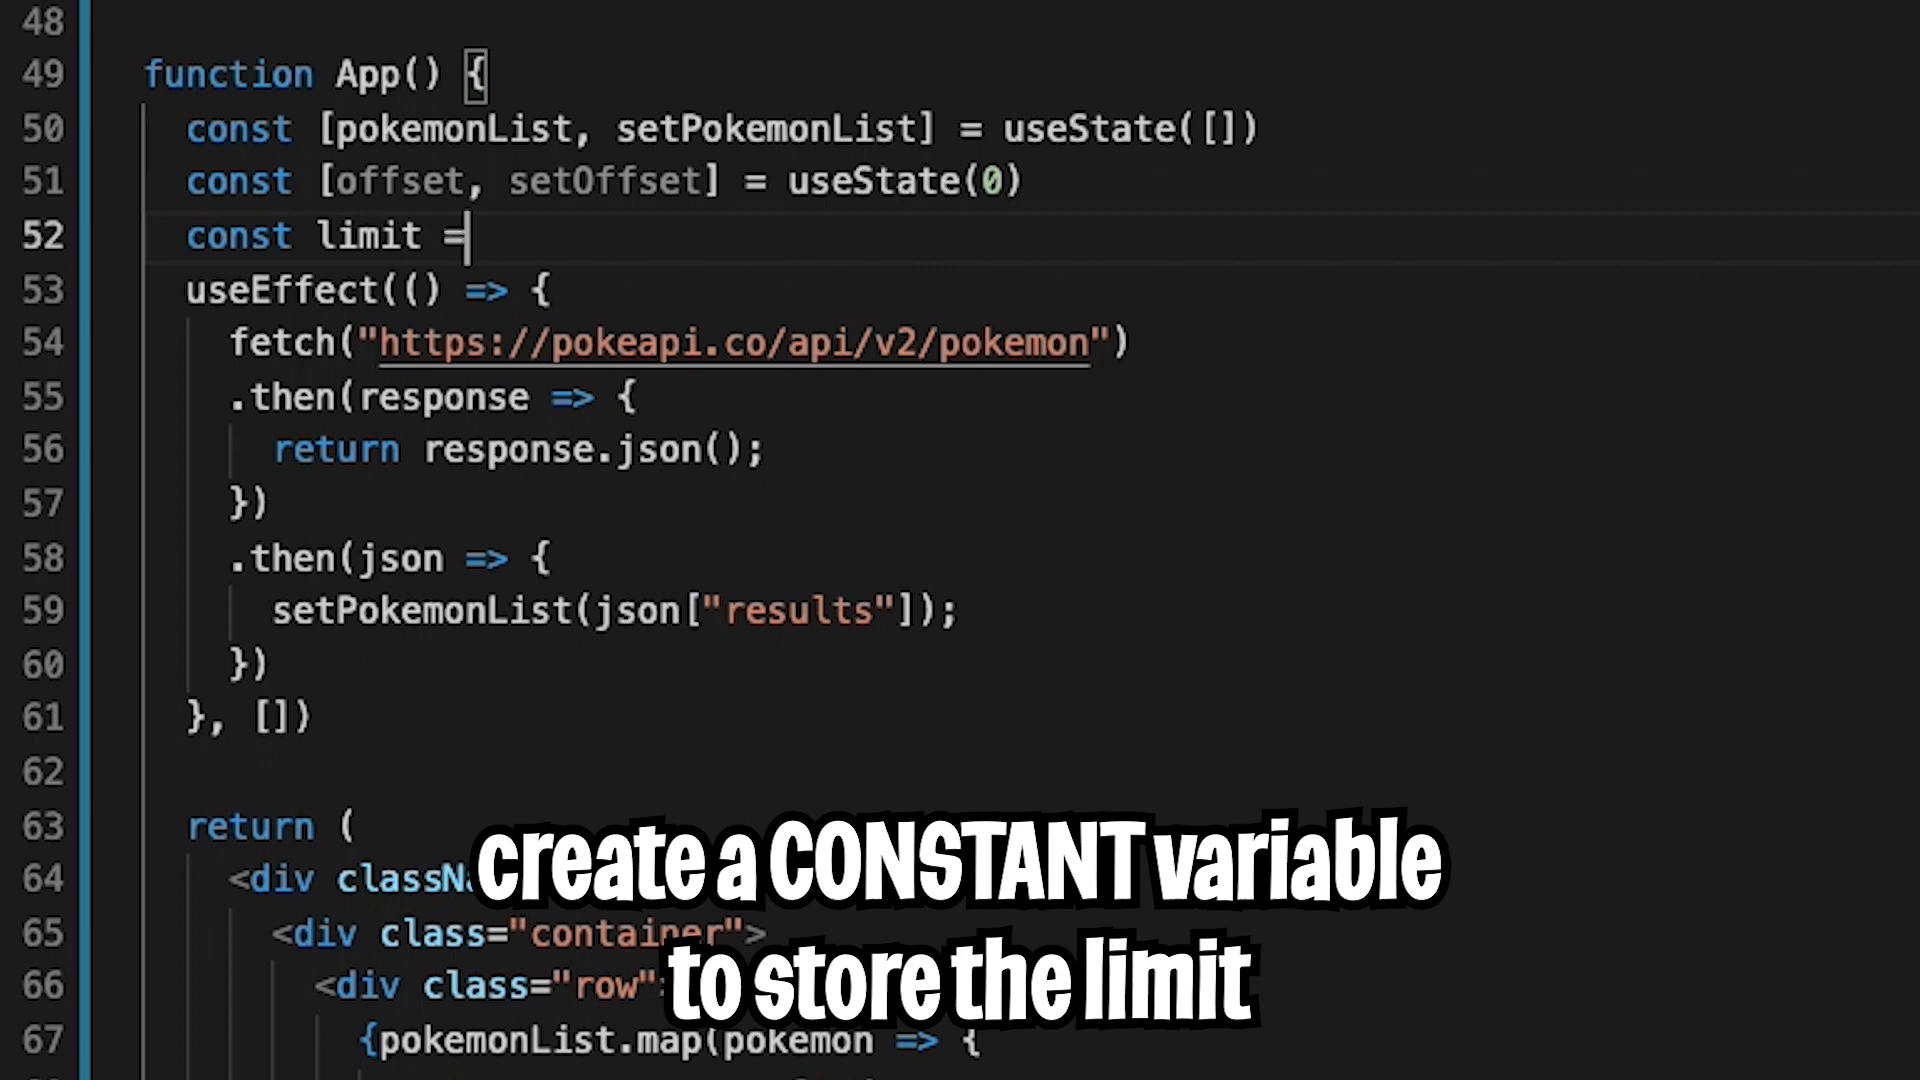 48
49 function App() {
50 const [pokemonList, setPokemonList] = useState([])
51 const [offset, setOffset] = useState(0)
52 const limit =
53 useEffect(() => {
54 fetch("https://pokeapi.co/api/v2/pokemon")
55 .then(response => {
56 return response.json();
57 })
58 .then(json => {
59 setPokemonList(json["results"]);
60 })
61 }, [])
62
63 return (
64 <div classNa
65 <div class="container">
66 <div class="row"
67 {pokemonList.map(pokemon => {
create a CONSTANT variable
to store the limit